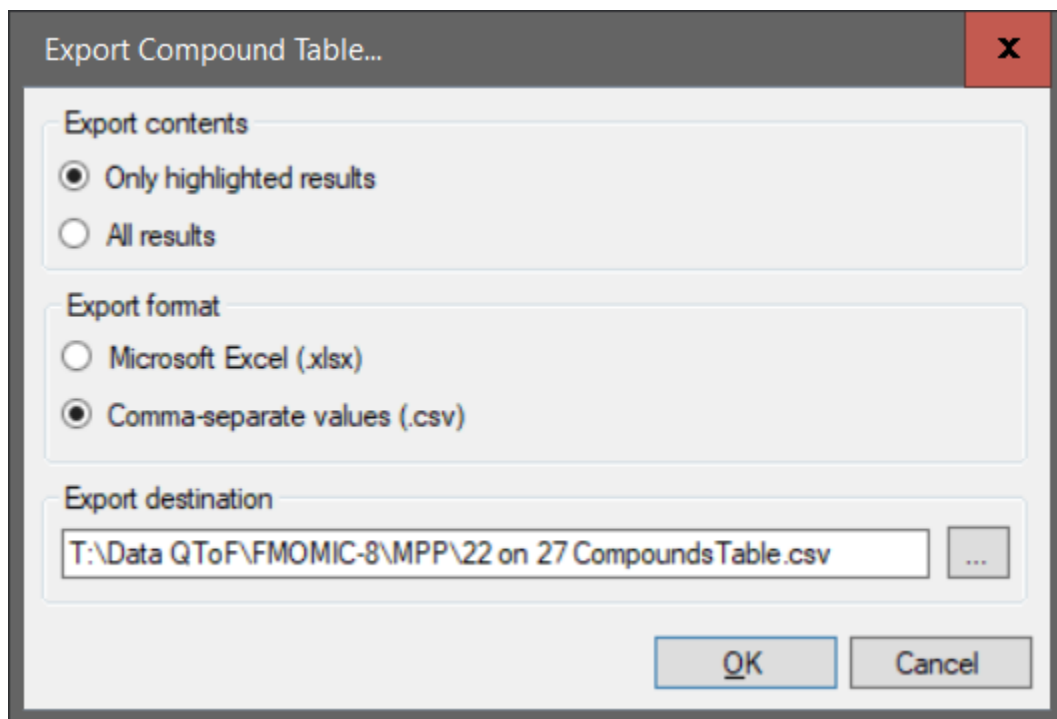 Export Compound Table...
x
Export contents
Only highlighted results
All results
Export format
Microsoft Excel (.xlsx)
Comma-separate values (.csv)
Export destination
T:\Data QToF\FMOMIC-8\MPP\22 on 27 CompoundsTable.csv
...
OK
Cancel